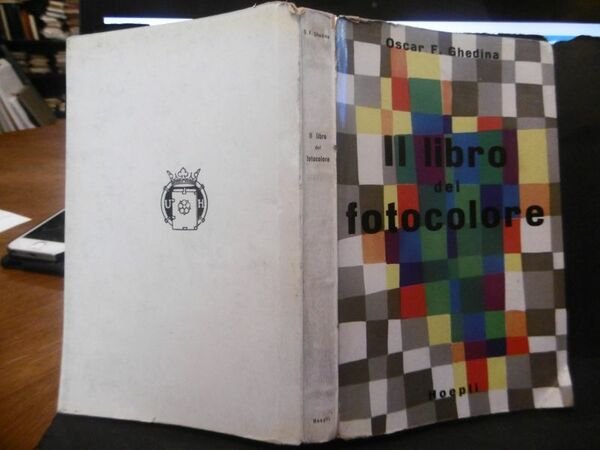 U H
O. F. Ghedina
Il libro
del
fotocolore
Hoepli
Oscar F. Ghedina
Il libro
del
fotocolore
Hoepli